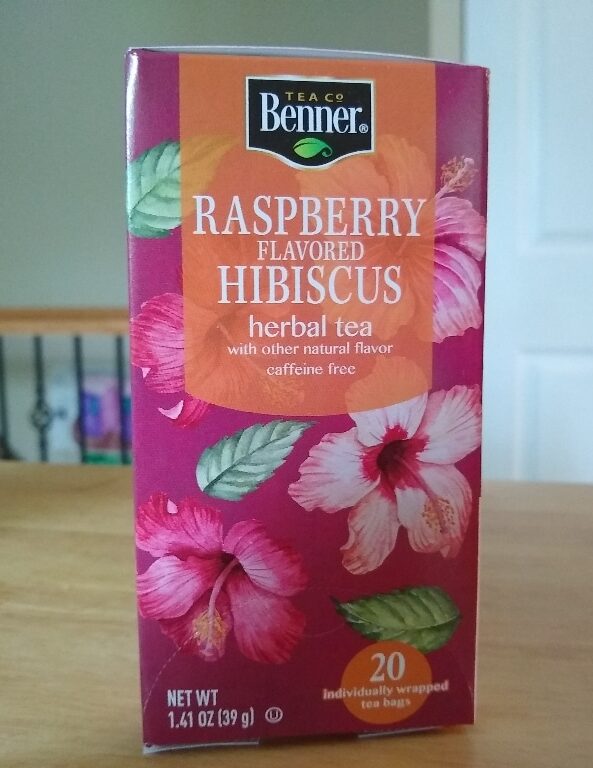 TEA CO
Benner®
RASPBERRY
FLAVORED
HIBISCUS
herbal tea
with other natural flavor
caffeine free
20
individually wrapped
tea bags
NET WT
1.41 OZ (39 g) Ⓤ